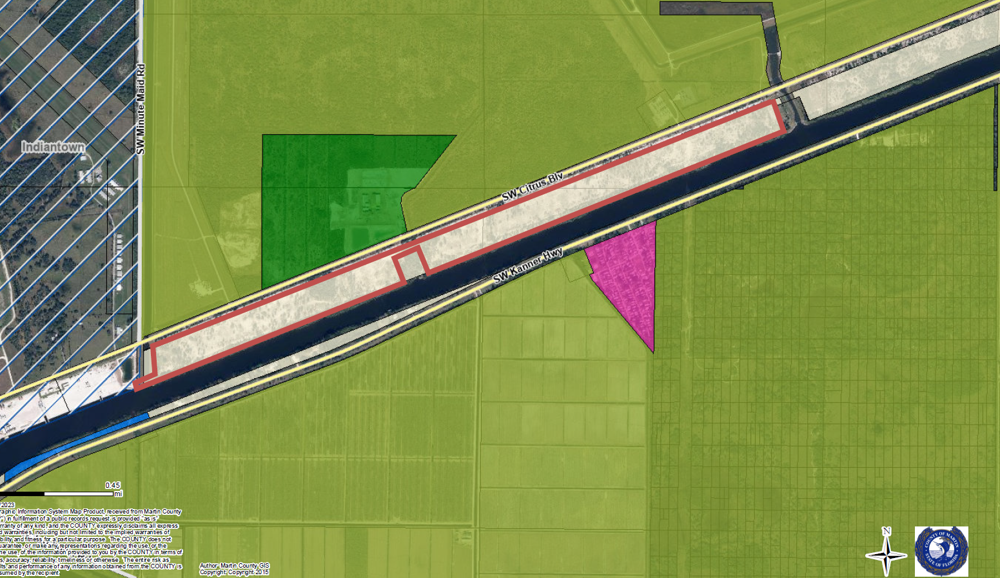 SW Minute Maid Rd
Indiantown
SW Citrus Blv
SW Kanner Hwy
0.45
mi
/2023
raphic Information System Map Product, received from Martin County
") in fulfillment of a public records request is provided "as is"
rranty of any kind, and the COUNTY expressly disclaims all express
d warranties, including but not limited to the implied warranties of
bility and fitness for a particular purpose. The COUNTY does not
uarantee, or make any representations regarding the use, or the
he use, of the information provided to you by the COUNTY in terms of
s, accuracy, reliability, timeliness or otherwise. The entire risk as
lts and performance of any information obtained from the COUNTY is
sumed by the recipient.
Author: Martin County GIS
Copyright: Copyright 2015
N
COUNTY OF MARTIN
STATE OF FLORIDA